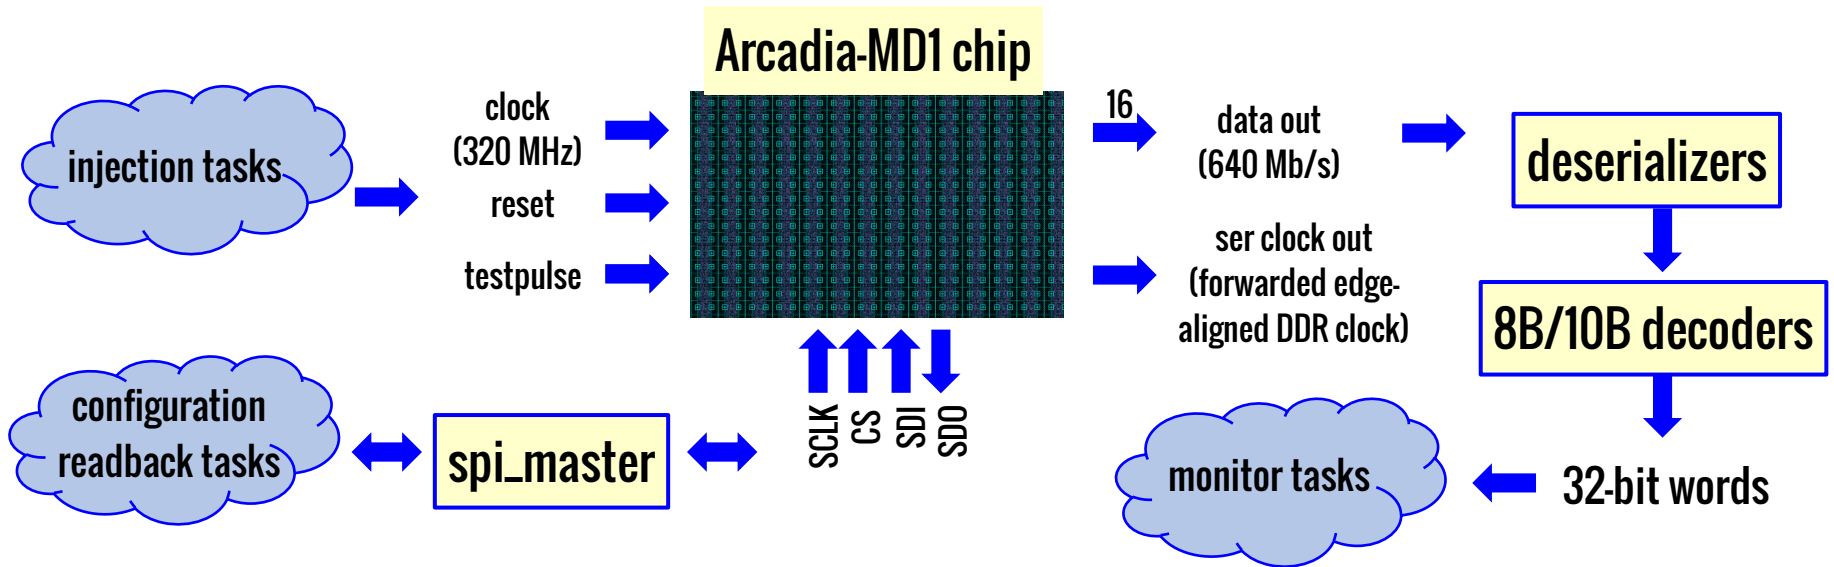 Arcadia-MD1 chip
injection tasks
clock
(320 MHz)
reset
testpulse
16
data out
(640 Mb/s)
ser clock out
(forwarded edge-
aligned DDR clock)
deserializers
8B/10B decoders
32-bit words
monitor tasks
configuration
readback tasks
spi_master
SCLK
CS
SDI
SDO